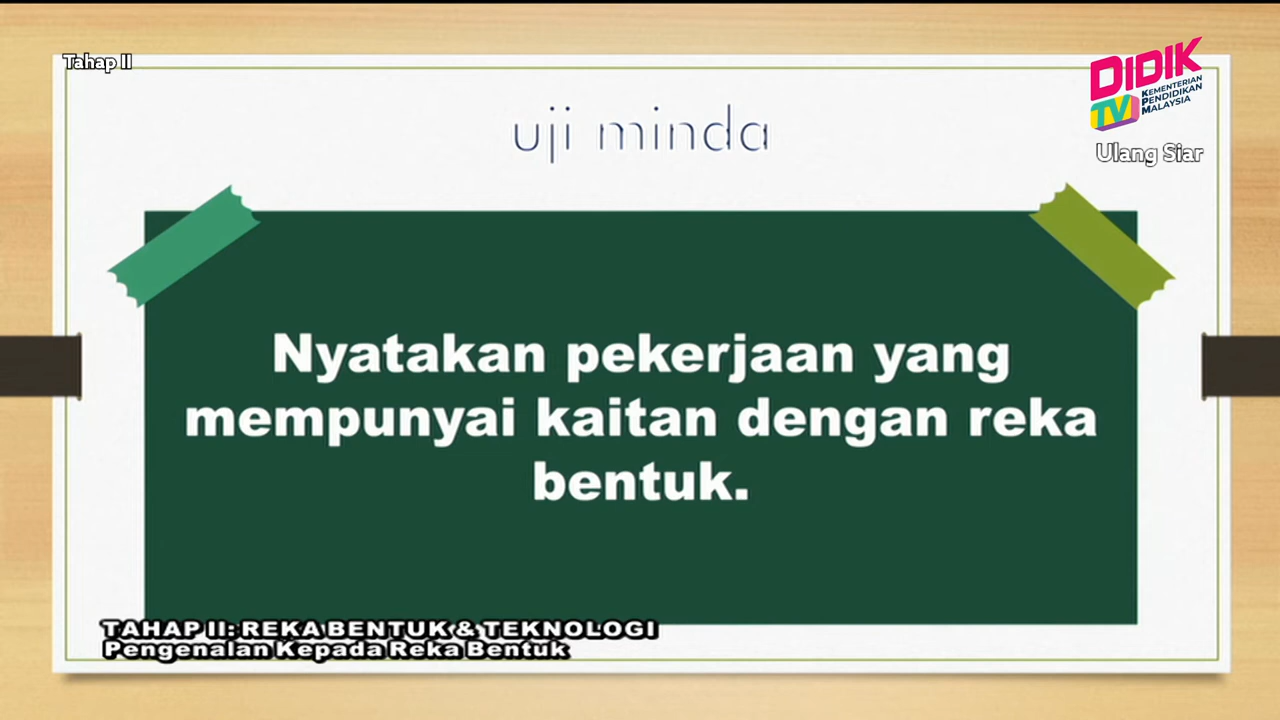 Tahap II
DIDIK
TV
KEMENTERIAN
PENDIDIKAN
MALAYSIA
Ulang Siar
uji minda
Nyatakan pekerjaan yang
mempunyai kaitan dengan reka
bentuk.
TAHAP II: REKA BENTUK & TEKNOLOGI
Pengenalan Kepada Reka Bentuk